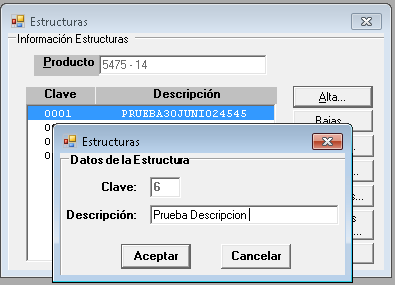 Estructuras
Información Estructuras
Producto 5475 - 14
Clave Descripción
0001 PRUEBA30JUNIO24545
Alta...
Bajas
Estructuras
Datos de la Estructura
Clave: 6
Descripción: Prueba Descripcion
Aceptar Cancelar